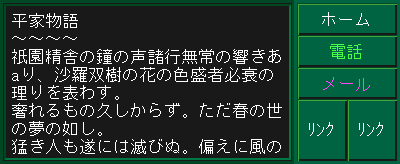 平家物語
～～～～
祇園精舎の鐘の声諸行無常の響きあ
aり、沙羅双樹の花の色盛者必衰の
理りを表わす。
奢れるもの久しからず。ただ春の世
の夢の如し。
猛き人も遂には滅びぬ。偏えに風の
ホーム
電話
メール
リンク
リンク